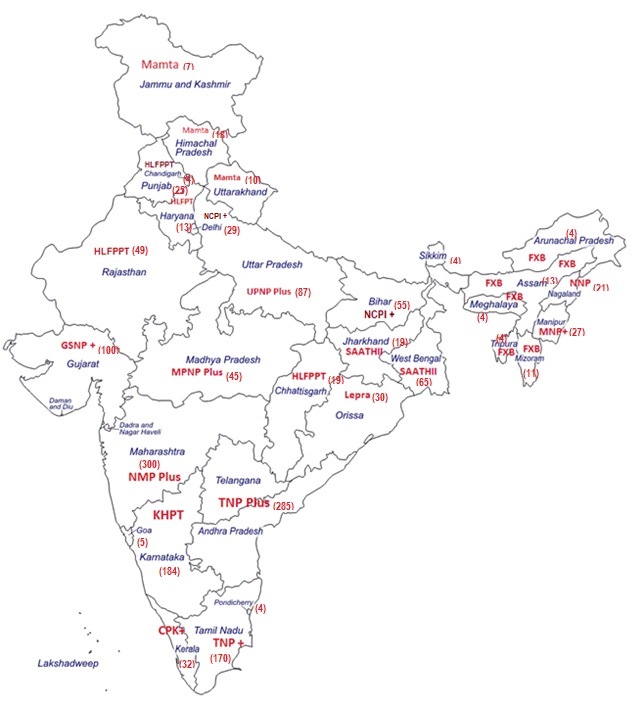 Mamta (7)
Jammu and Kashmir
Mamta (18)
Himachal
Pradesh
HLFPPT
Chandigarh (4)
Punjab (25)
Mamta (10)
Uttarakhand
HLFPT
Haryana
(13)
NCPI +
Delhi (29)
HLFPPT (49)
Rajasthan
Uttar Pradesh
UPNP Plus (87)
Sikkim (4)
(4)
Arunachal Pradesh
FXB FXB
FXB Assam (13) NNP (21)
FXB Nagaland
Meghalaya
(4)
Manipur
MNP+ (27)
(4)
Tripura
FXB
FXB
Mizoram
(11)
Bihar (55)
NCPI +
GSNP + (100)
Gujarat
Daman
and Diu
Madhya Pradesh
MPNP Plus (45)
Jharkhand (19)
SAATHII
West Bengal
SAATHII
(65)
HLFPPT (19)
Chhattisgarh
Lepra (30)
Orissa
Dadra and
Nagar Haveli
Maharashtra
(300)
NMP Plus
Telangana
TNP Plus (285)
KHPT
Goa
(5)
Andhra Pradesh
Karnataka
(184)
Pondicherry (4)
CPK+ Tamil Nadu
TNP +
Kerala (170)
(32)
Lakshadweep